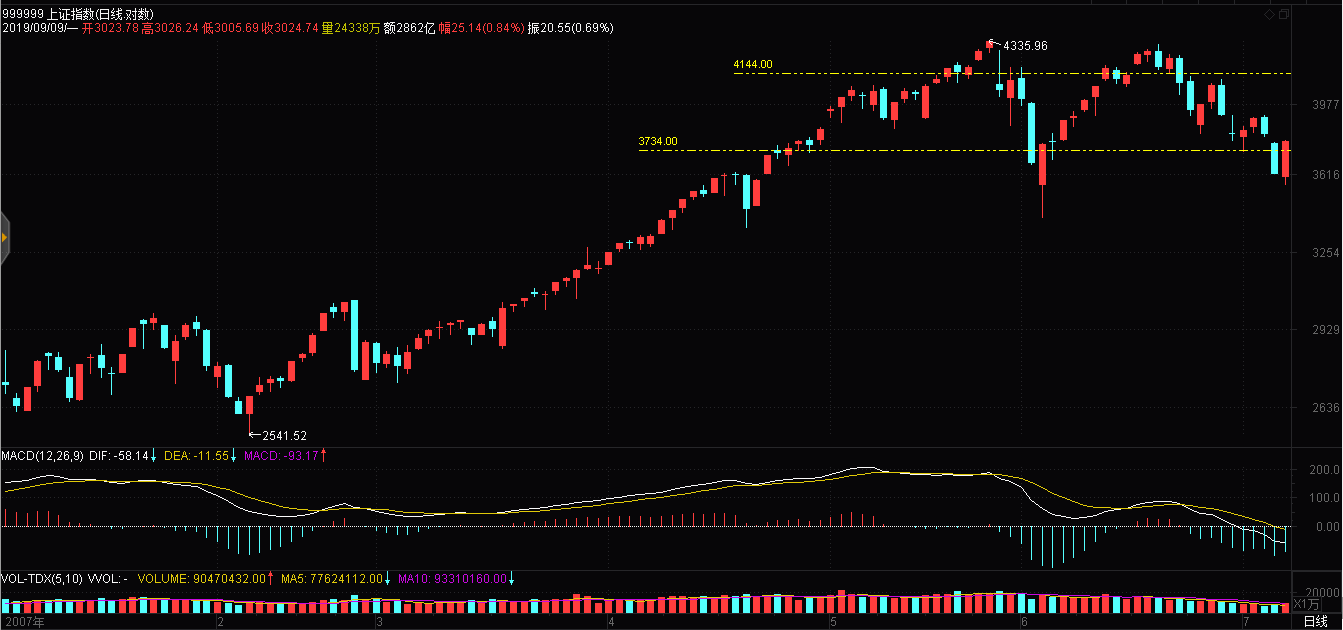 999999 上证指数(日线.对数)
2019/09/09/一 开3023.78 高3026.24 低3005.69 收3024.74 量24338万 额2862亿 幅25.14(0.84%) 振20.55(0.69%)
4335.96
4144.00
3977
3734.00
3616
3254
2929
2636
2541.52
MACD(12,26,9) DIF: -58.14↓ DEA: -11.55↓ MACD: -93.17↑
200.0
100.0
0.00
VOL-TDX(5,10) VVOL: - VOLUME: 90470432.00↑ MA5: 77624112.00↓ MA10: 93310160.00↓
20000
X1万
2007年 2 3 4 5 6 7 日线